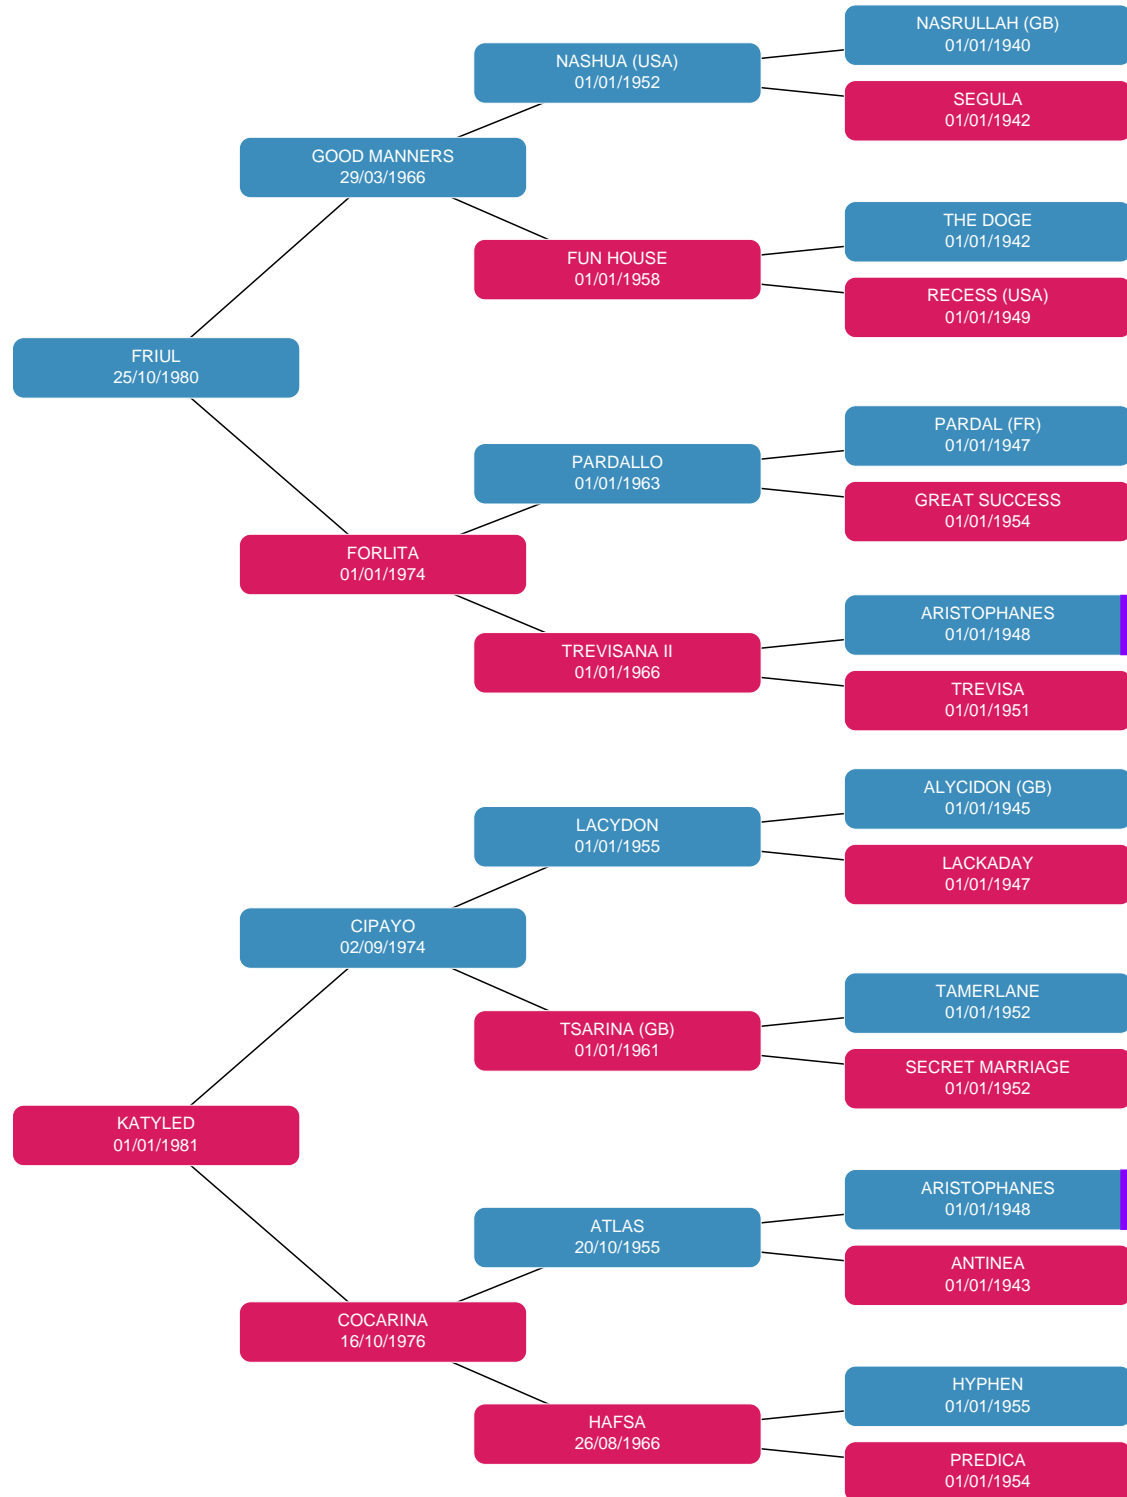 NASRULLAH (GB)
01/01/1940
NASHUA (USA)
01/01/1952
SEGULA
01/01/1942
GOOD MANNERS
29/03/1966
THE DOGE
01/01/1942
FUN HOUSE
01/01/1958
RECESS (USA)
01/01/1949
FRIUL
25/10/1980
PARDAL (FR)
01/01/1947
PARDALLO
01/01/1963
GREAT SUCCESS
01/01/1954
FORLITA
01/01/1974
ARISTOPHANES
01/01/1948
TREVISANA II
01/01/1966
TREVISA
01/01/1951
ALYCIDON (GB)
01/01/1945
LACYDON
01/01/1955
LACKADAY
01/01/1947
CIPAYO
02/09/1974
TAMERLANE
01/01/1952
TSARINA (GB)
01/01/1961
SECRET MARRIAGE
01/01/1952
KATYLED
01/01/1981
ARISTOPHANES
01/01/1948
ATLAS
20/10/1955
ANTINEA
01/01/1943
COCARINA
16/10/1976
HYPHEN
01/01/1955
HAFSA
26/08/1966
PREDICA
01/01/1954